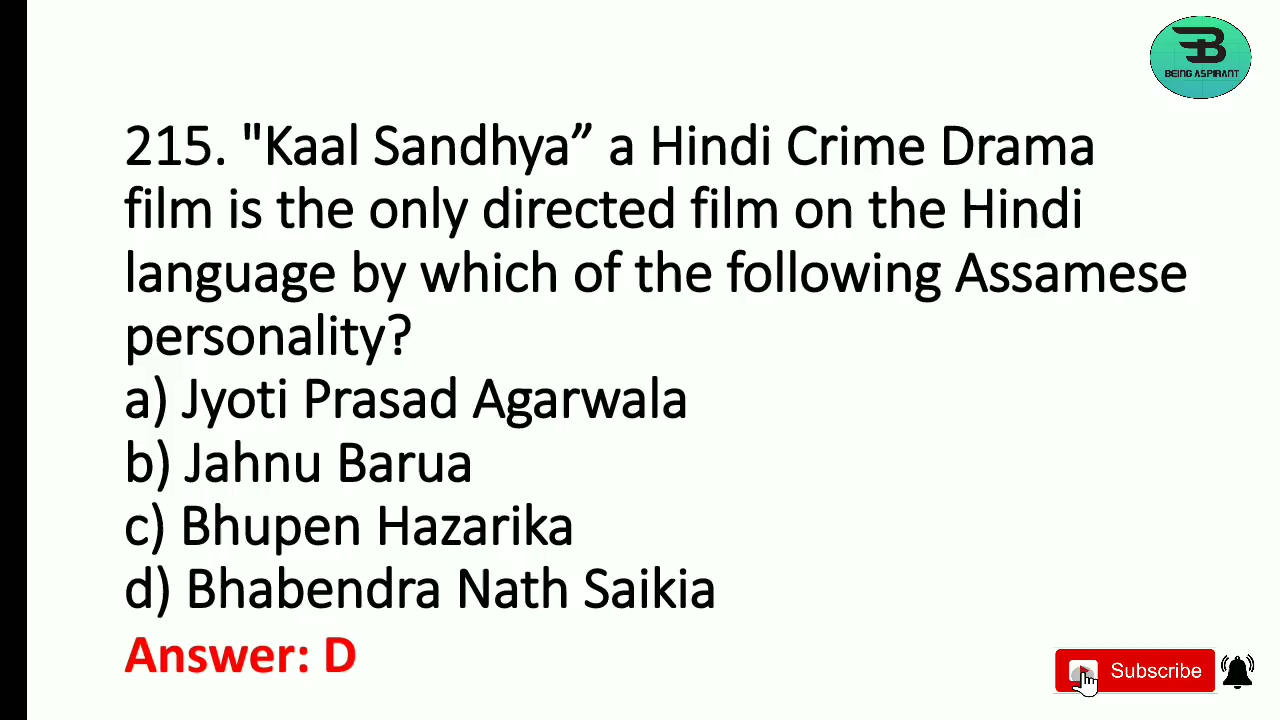 BEING ASPIRANT
215. "Kaal Sandhya” a Hindi Crime Drama
film is the only directed film on the Hindi
language by which of the following Assamese
personality?
a) Jyoti Prasad Agarwala
b) Jahnu Barua
c) Bhupen Hazarika
d) Bhabendra Nath Saikia
Answer: D
Subscribe